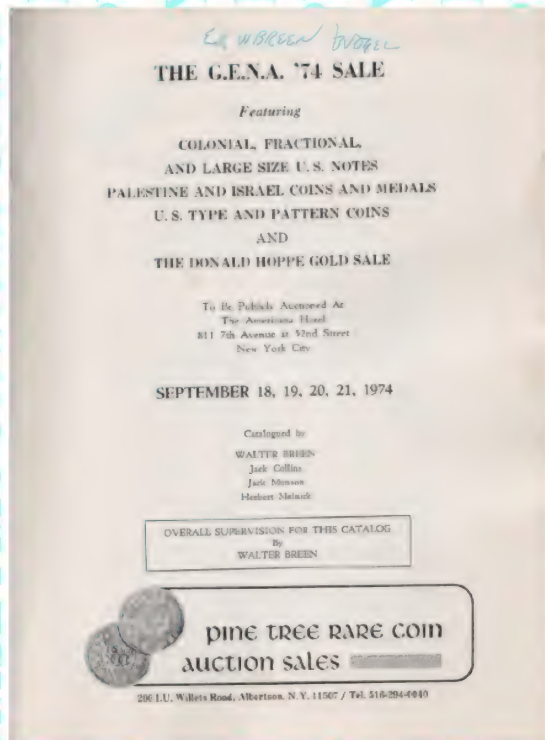 THE G.E.N.A. '74 SALE
Featuring
COLONIAL, FRACTIONAL,
AND LARGE SIZE U. S. NOTES
PALESTINE AND ISRAEL COINS AND MEDALS
U. S. TYPE AND PATTERN COINS
AND
THE DONALD HOPPE GOLD SALE
To Be Publicly Auctioned At
The Americana Hotel
811 7th Avenue at 52nd Street
New York City
SEPTEMBER 18, 19, 20, 21, 1974
Catalogued by
WALTER BREEN
Jack Collins
Jack
Herbert Melnick
OVERALL SUPERVISION FOR THIS CATALOG
By
WALTER BREEN
PINE TREE RARE COIN
AUCTION SALES
I.U. Willets Road, Albertson, N.Y. 11507 / Tel. 516-294-0040